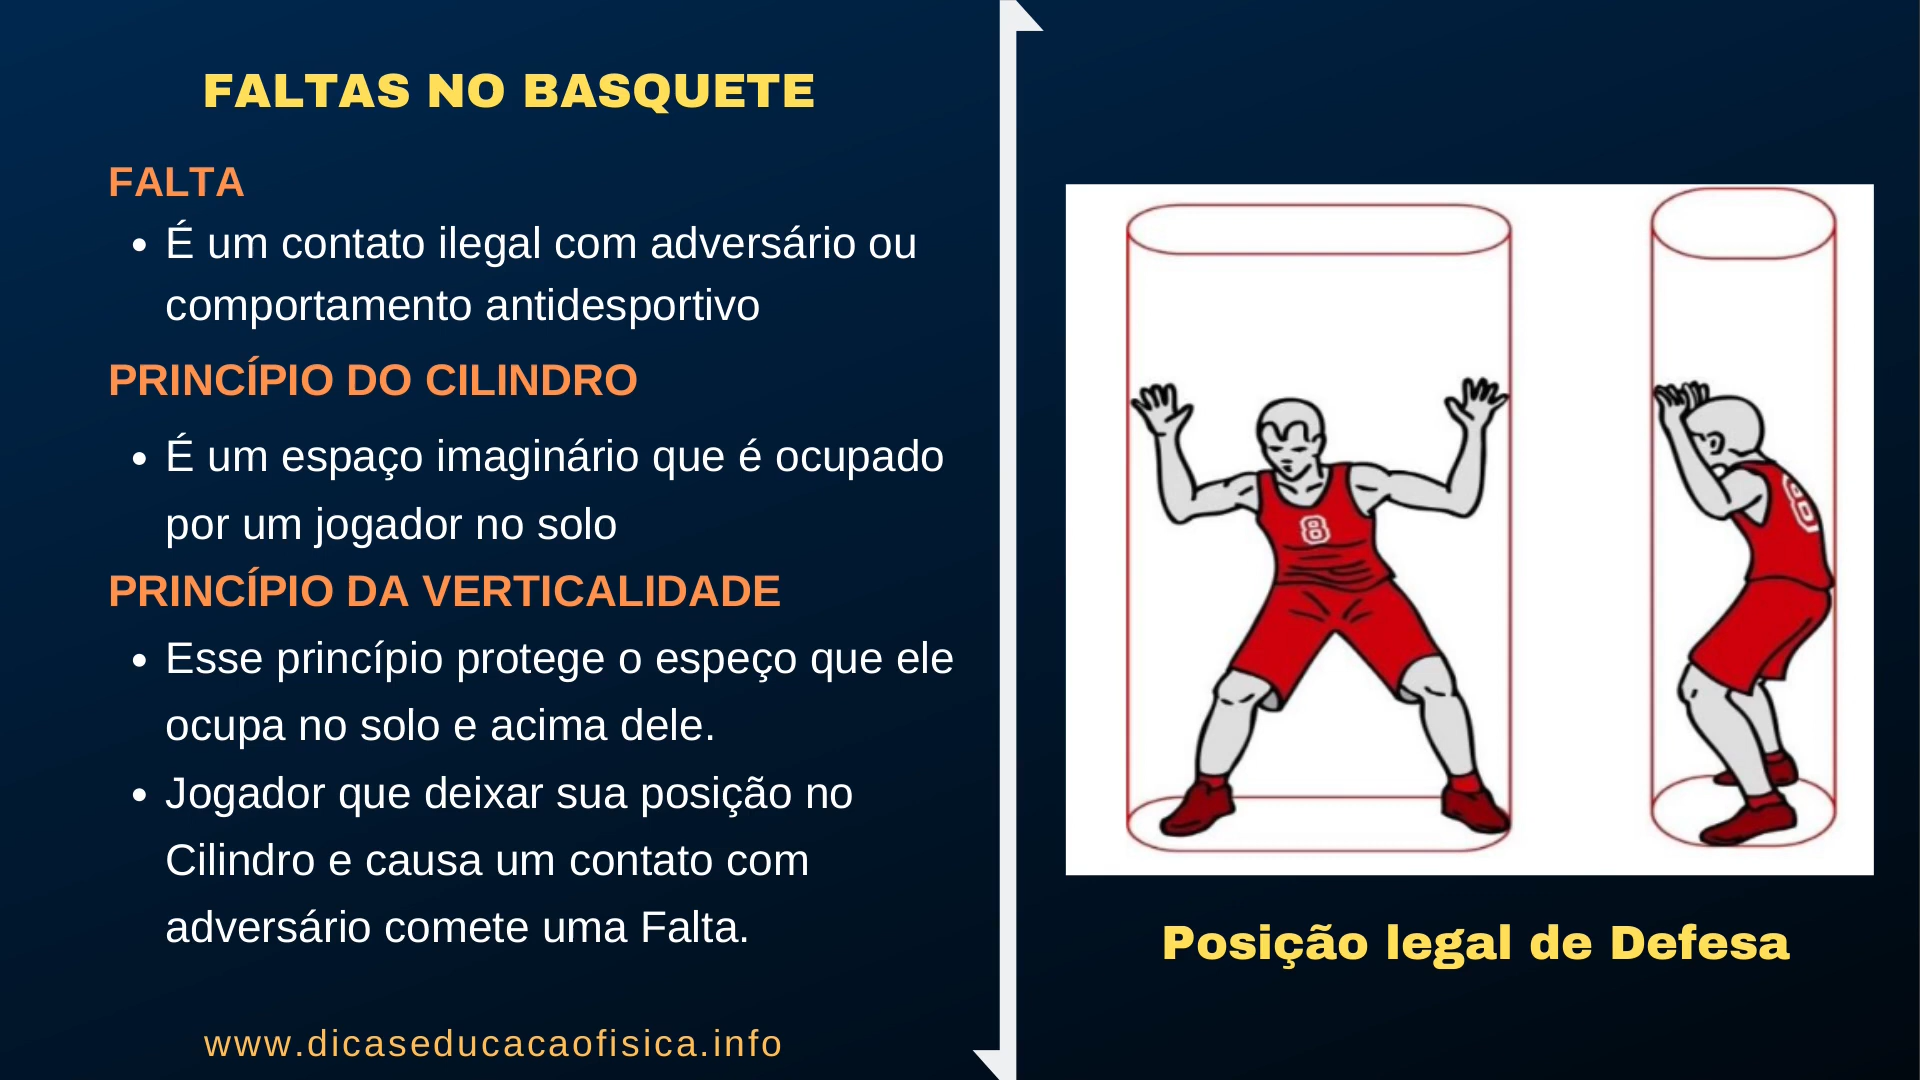 FALTAS NO BASQUETE
FALTA
• É um contato ilegal com adversário ou
comportamento antidesportivo
PRINCÍPIO DO CILINDRO
• É um espaço imaginário que é ocupado
por um jogador no solo
PRINCÍPIO DA VERTICALIDADE
• Esse princípio protege o espeço que ele
ocupa no solo e acima dele.
• Jogador que deixar sua posição no
Cilindro e causa um contato com
adversário comete uma Falta.
www.dicaseducacaofisica.info
8
8
Posição legal de Defesa